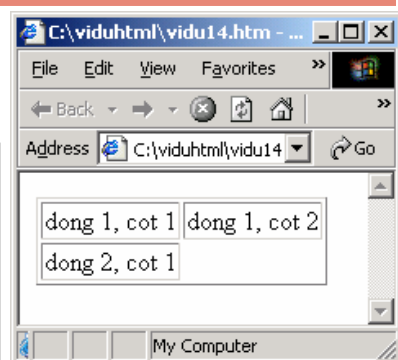 C:\viduhtml\vidu14.htm - ...
File Edit View Favorites »
Back »
Address C:\viduhtml\vidu14 Go
dong 1, cot 1 dong 1, cot 2
dong 2, cot 1
My Computer